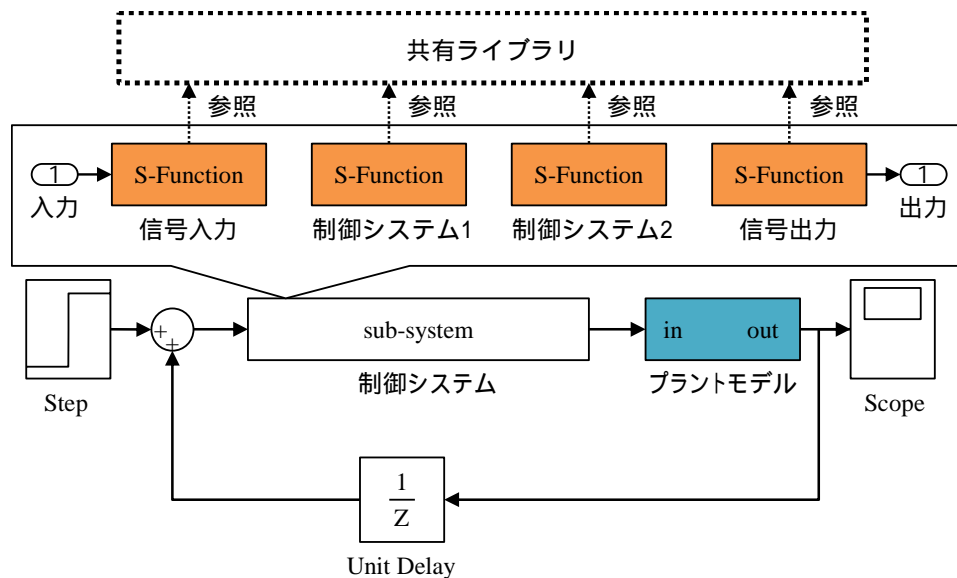 共有ライブラリ
参照 参照 参照 参照
1 S-Function S-Function S-Function S-Function 1
入力 信号入力 制御システム1 制御システム2 信号出力 出力
+
+
sub-system
in out
Step 制御システム プラントモデル Scope
1
Z
Unit Delay